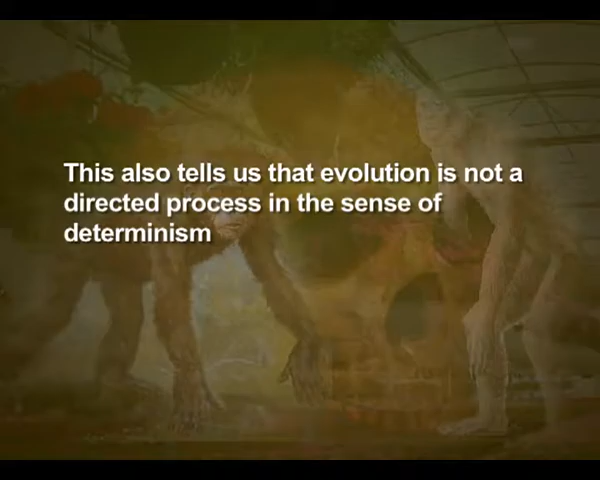 This also tells us that evolution is not a
directed process in the sense of
determinism